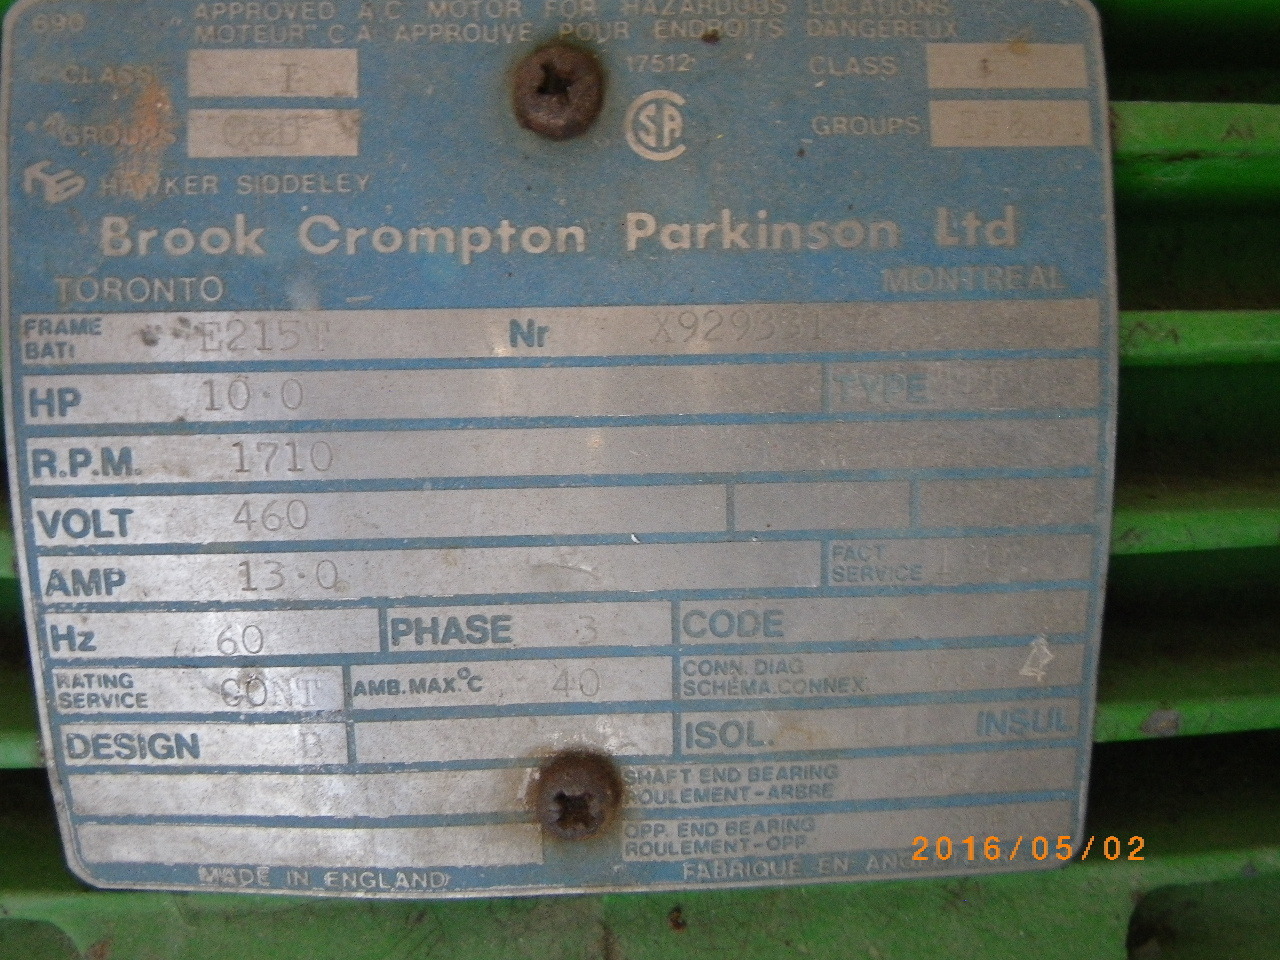 690 APPROVED A.C MOTOR FOR HAZARDOUS LOCATIONS
MOTEUR C.A APPROUVE POUR ENDROITS DANGEREUX
CLASS I 17512 CLASS
GROUPS C&D SA GROUPS
HAWKER SIDDELEY
Brook Crompton Parkinson Ltd
TORONTO MONTREAL
FRAME BATI E215T Nr
HP 10.0 TYPE
R.P.M. 1710
VOLT 460
AMP 13.0 FACT. SERVICE
Hz 60 PHASE 3 CODE
RATING SERVICE CONT AMB.MAX.°C 40 CONN. DIAG SCHÉMA.CONNEX.
DESIGN B ISOL. INSUL
SHAFT END BEARING
ROULEMENT-ARBRE
OPP. END BEARING
ROULEMENT-OPP.
2016/05/02
MADE IN ENGLAND FABRIQUÉ EN